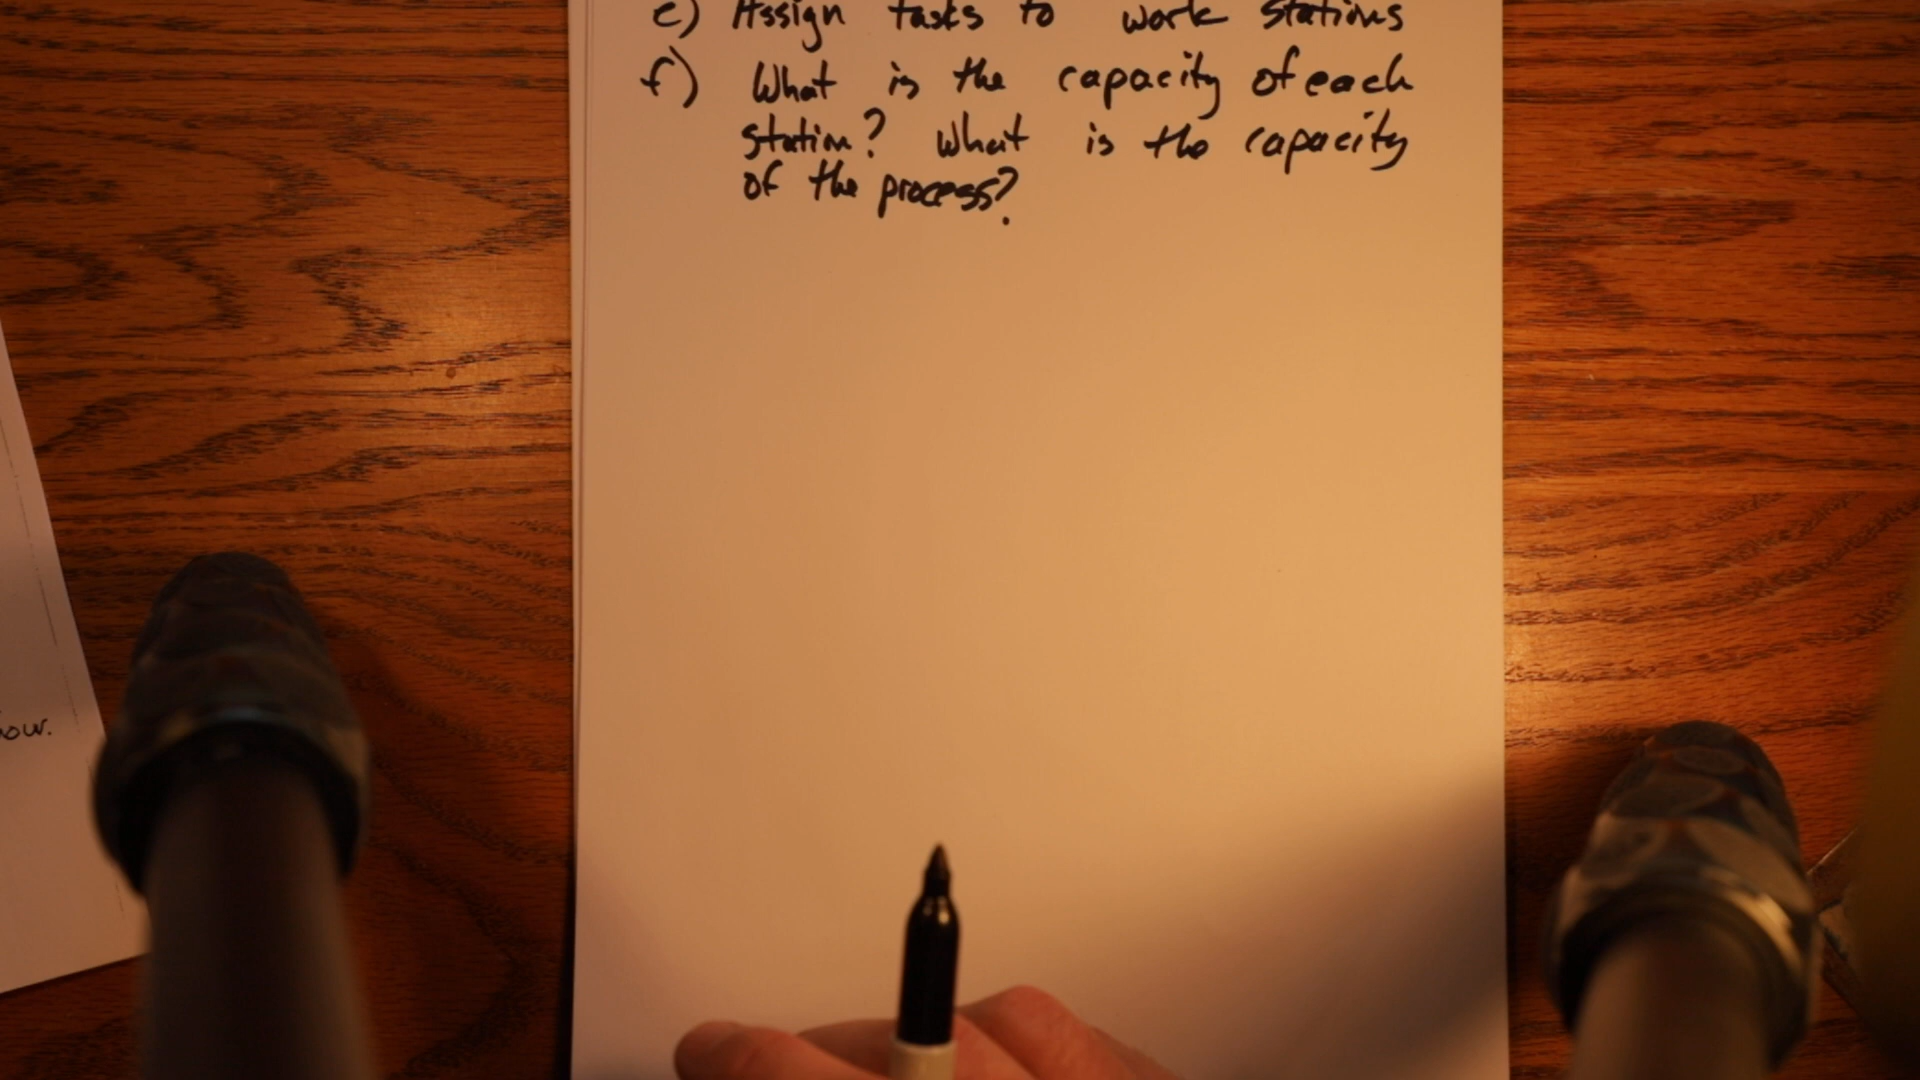 e) Assign tasks to work stations
f) What is the capacity of each
station? What is the capacity
of the process?